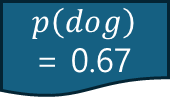 p(dog)
= 0.67